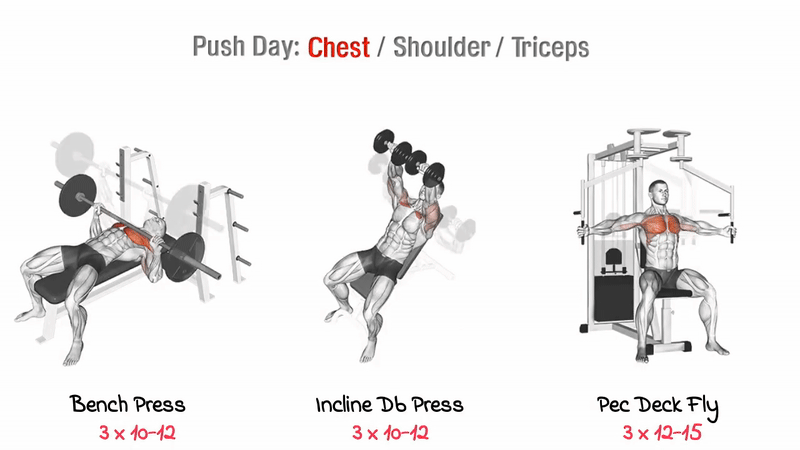 Push Day: Chest / Shoulder / Triceps
Bench Press
3 x 10-12
Incline Db Press
3 x 10-12
Pec Deck Fly
3 x 12-15